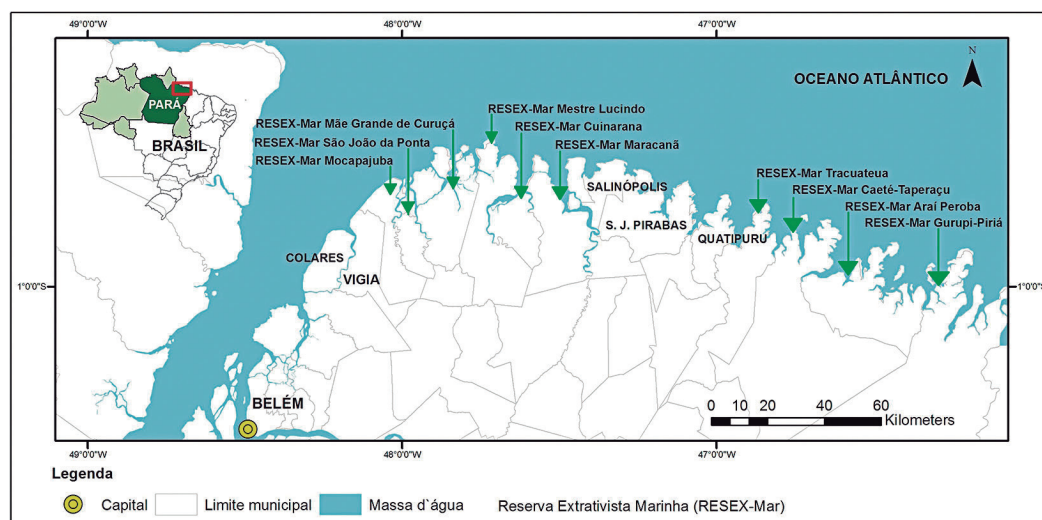 49°0'0"W
48°0'0"W
47°0'0"W
N
OCEANO ATLÂNTICO
PARÁ
BRASIL
RESEX-Mar Mestre Lucindo
RESEX-Mar Mãe Grande de Curuçá
RESEX-Mar Cuinarana
RESEX-Mar São João da Ponta
RESEX-Mar Maracanã
RESEX-Mar Mocapajuba
RESEX-Mar Tracuateua
SALINÓPOLIS
RESEX-Mar Caeté-Taperaçu
RESEX-Mar Araí Peroba
S. J. PIRABAS
RESEX-Mar Gurupi-Piriá
QUATIPURU
COLARES
VIGIA
1°0'0"S
1°0'0"S
BELÉM
0 10 20 40 60
Kilometers
49°0'0"W
48°0'0"W
47°0'0"W
Legenda
Capital
Limite municipal
Massa d`água
Reserva Extrativista Marinha (RESEX-Mar)